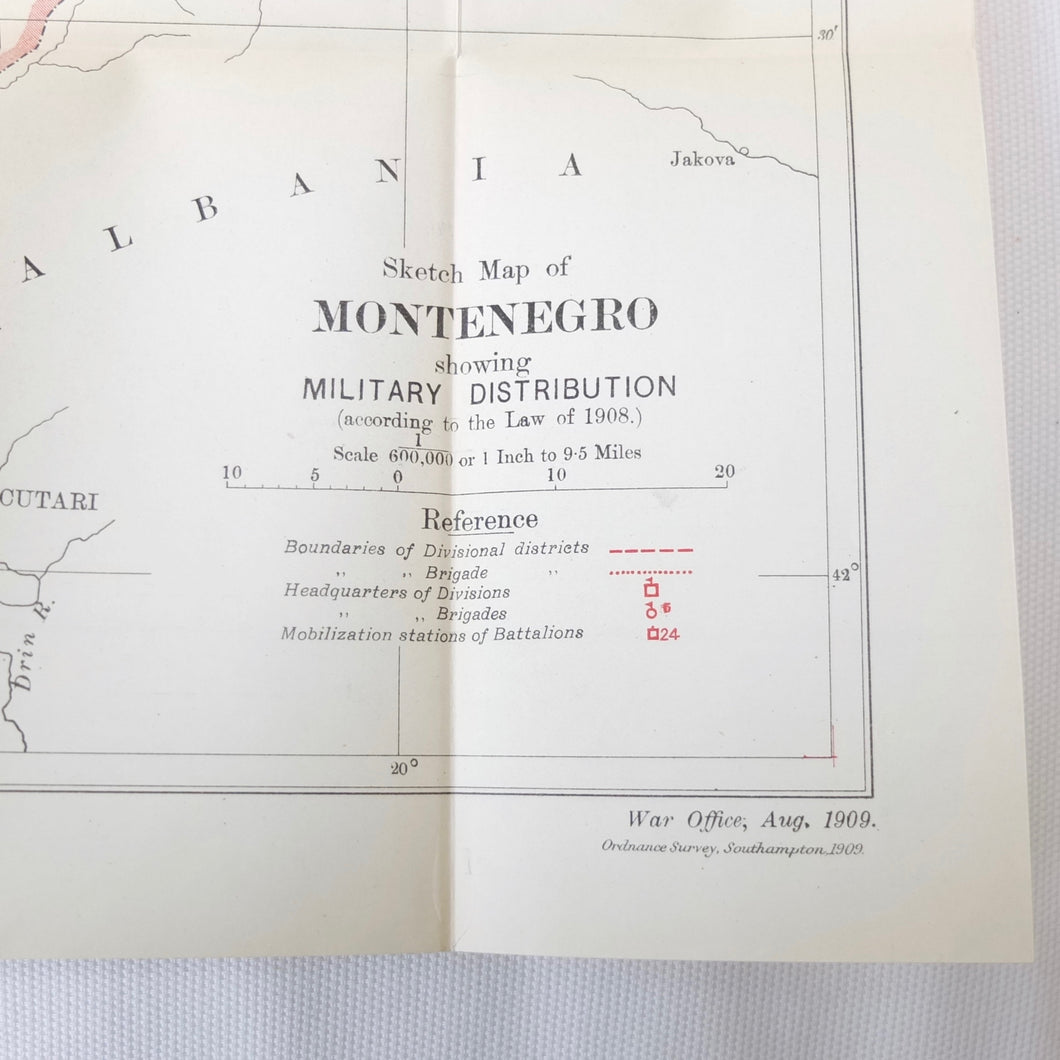 30'
Jakova
ALBANIA
Sketch Map of
MONTENEGRO
showing
MILITARY DISTRIBUTION
(according to the Law of 1908.)
Scale 1/600,000 or 1 Inch to 9·5 Miles
10 5 0 10 20
CUTARI
Reference
Boundaries of Divisional districts
,, ,, Brigade ,,
42°
Headquarters of Divisions
,, ,, Brigades
Mobilization stations of Battalions 24
Drin R.
20°
War Office, Aug. 1909.
Ordnance Survey, Southampton, 1909.